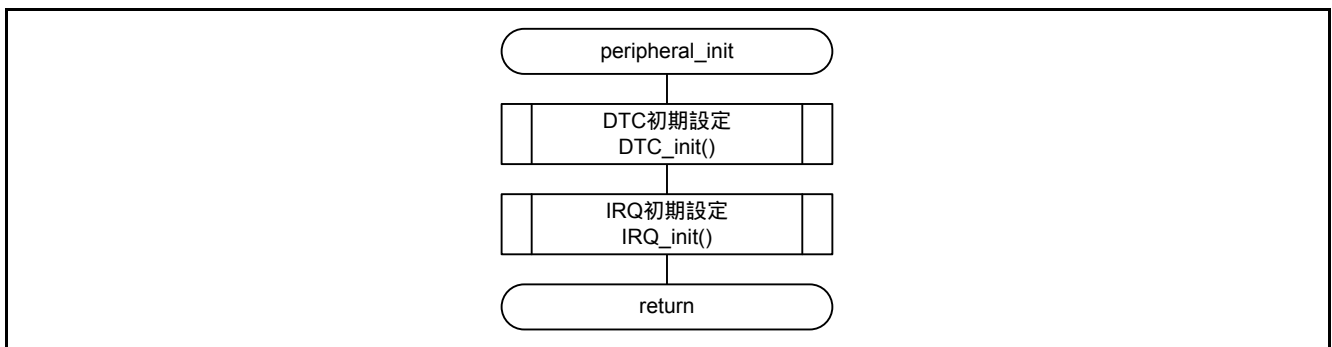 peripheral_init
DTC初期設定
DTC_init()
IRQ初期設定
IRQ_init()
return